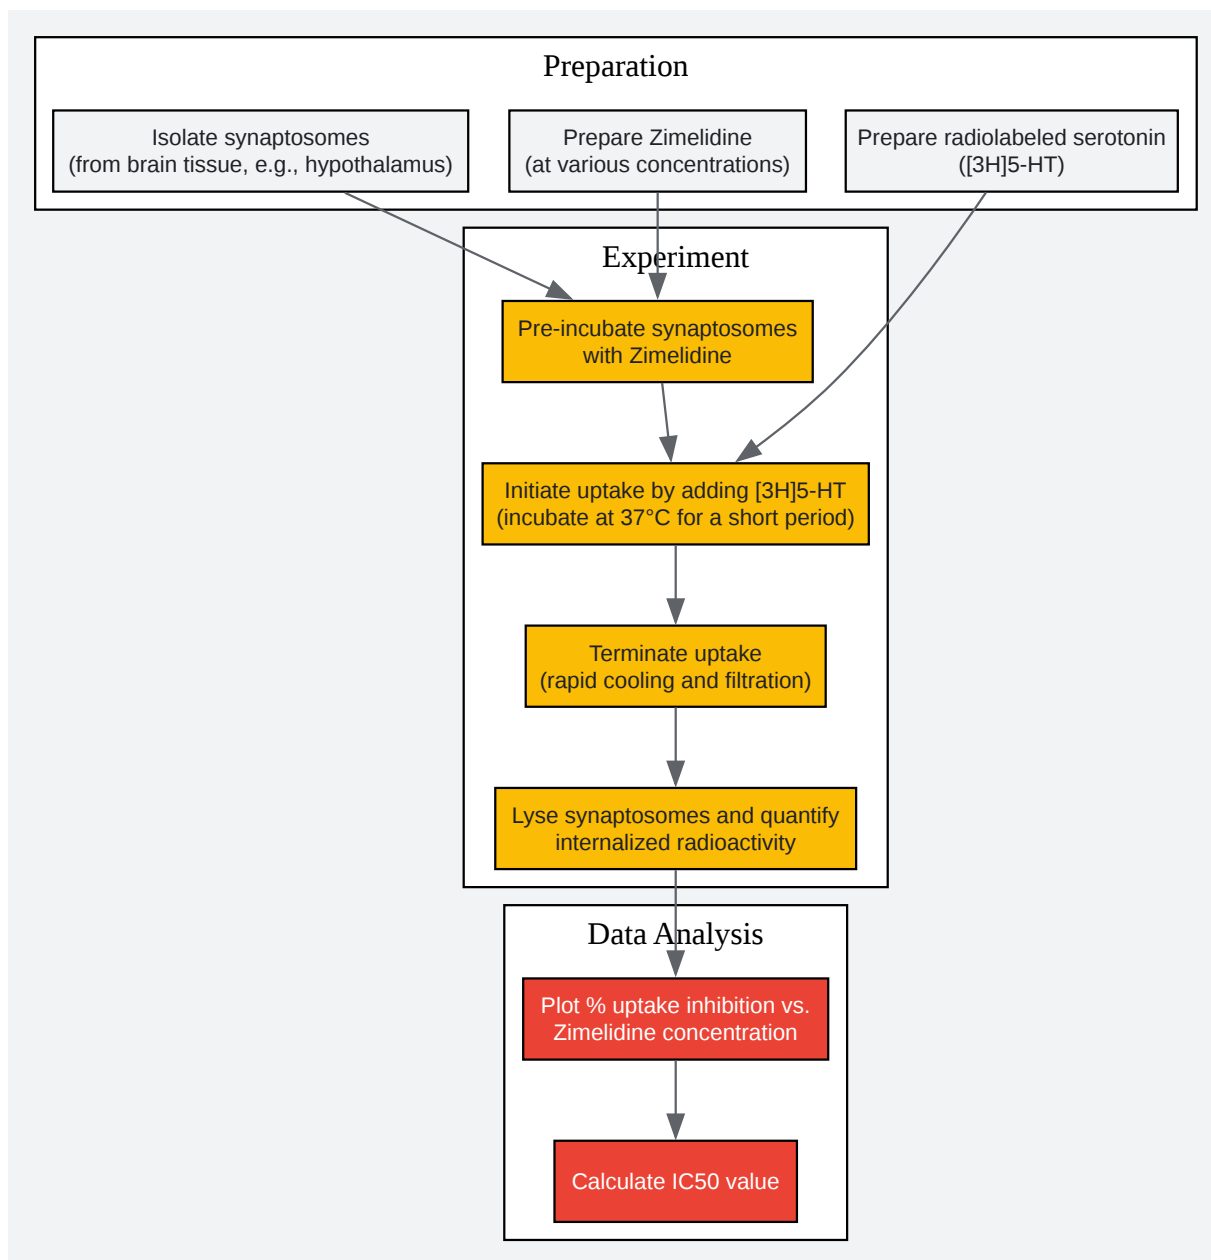 Preparation
Isolate synaptosomes
(from brain tissue, e.g., hypothalamus)
Prepare Zimelidine
(at various concentrations)
Prepare radiolabeled serotonin
([3H]5-HT)
Experiment
Pre-incubate synaptosomes
with Zimelidine
Initiate uptake by adding [3H]5-HT
(incubate at 37°C for a short period)
Terminate uptake
(rapid cooling and filtration)
Lyse synaptosomes and quantify
internalized radioactivity
Data Analysis
Plot % uptake inhibition vs.
Zimelidine concentration
Calculate IC50 value